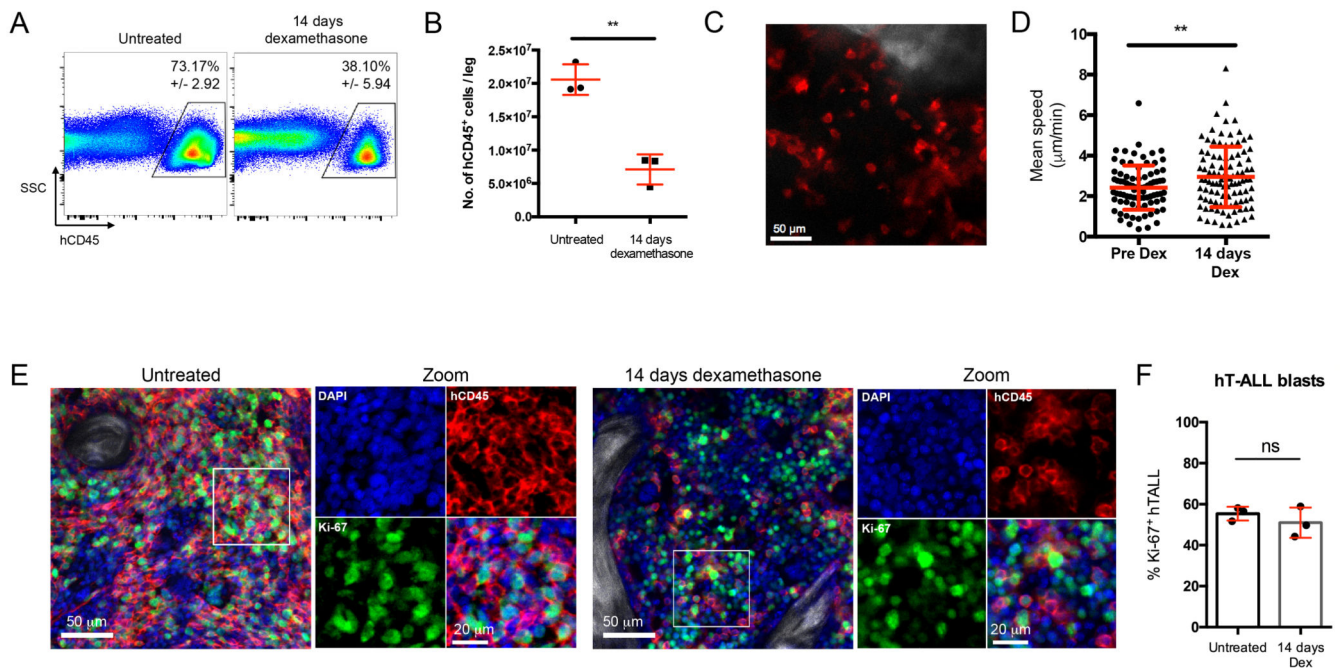 A
Untreated
14 days
dexamethasone
73.17%
+/- 2.92
38.10%
+/- 5.94
SSC
hCD45
B
**
No. of hCD45⁺ cells / leg
2.5×10⁷
2.0×10⁷
1.5×10⁷
1.0×10⁷
5.0×10⁶
0.0
Untreated
14 days
dexamethasone
C
50 µm
D
**
Mean speed
(µm/min)
10
8
6
4
2
0
Pre Dex
14 days
Dex
E
Untreated
50 µm
Zoom
DAPI
hCD45
Ki-67
20 µm
14 days dexamethasone
50 µm
Zoom
DAPI
hCD45
Ki-67
20 µm
F
hT-ALL blasts
ns
% Ki-67⁺ hTALL
100
80
60
40
20
0
Untreated
14 days
Dex